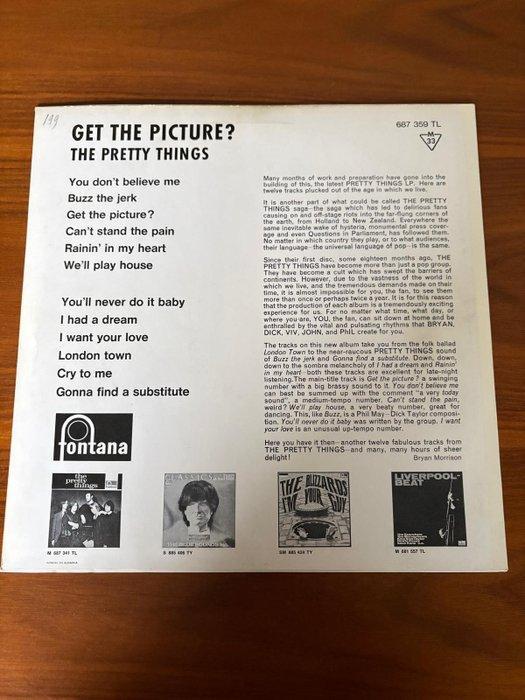 199
GET THE PICTURE?
THE PRETTY THINGS
687 359 TL
M
33
You don't believe me
Buzz the jerk
Get the picture?
Can't stand the pain
Rainin' in my heart
We'll play house
You'll never do it baby
I had a dream
I want your love
London town
Cry to me
Gonna find a substitute
Many months of work and preparation have gone into the
building of this, the latest PRETTY THINGS LP. Here are
twelve tracks plucked out of the age in which we live.
It is another part of what could be called THE PRETTY
THINGS saga—the saga which has led to delirious fans
causing on and off-stage riots into the far-flung corners of
the earth, from Holland to New Zealand. Everywhere the
same inevitable wake of hysteria, monumental press cover-
age and even Questions in Parliament, has followed them.
No matter in which country they play, or to what audiences,
their language—the universal language of pop—is the same.
Since their first disc, some eighteen months ago, THE
PRETTY THINGS have become more than just a pop group.
They have become a cult which has swept the barriers of
continents. However, due to the vastness of the world in
which we live, and the tremendous demands made on their
time, it is almost impossible for you, the fan, to see them
more than once or perhaps twice a year. It is for this reason
that the production of each album is a tremendously exciting
experience for us. For no matter what time, what day, or
where you are, YOU, the fan, can sit down at home and be
enthralled by the vital and pulsating rhythms that BRYAN,
DICK, VIV, JOHN, and PhIL create for you.
The tracks on this new album take you from the folk ballad
London Town to the near-raucous PRETTY THINGS sound
of Buzz the jerk and Gonna find a substitute. Down, down,
down to the sombre melancholy of I had a dream and Rainin'
in my heart—both these tracks are excellent for late-night
listening. The main-title track is Get the picture? a swinging
number with a big brassy sound to it. You don't believe me
can best be summed up with the comment "a very today
sound", a medium-tempo number. Can't stand the pain,
weird? We'll play house, a very beaty number, great for
dancing. This, like Buzz, is a Phil May—Dick Taylor composi-
tion. You'll never do it baby was written by the group. I want
your love is an unusual up-tempo number.
Here you have it then—another twelve fabulous tracks from
THE PRETTY THINGS—and many, many hours of sheer
delight!
Bryan Morrison
fontana
the
pretty
things
CLASSICS
THE BLIZZARDS
I'M YOUR GUY
LIVERPOOL-
BEAT
M 687 341 TL
S 885 409 TY
SM 885 424 TY
M 681 557 TL